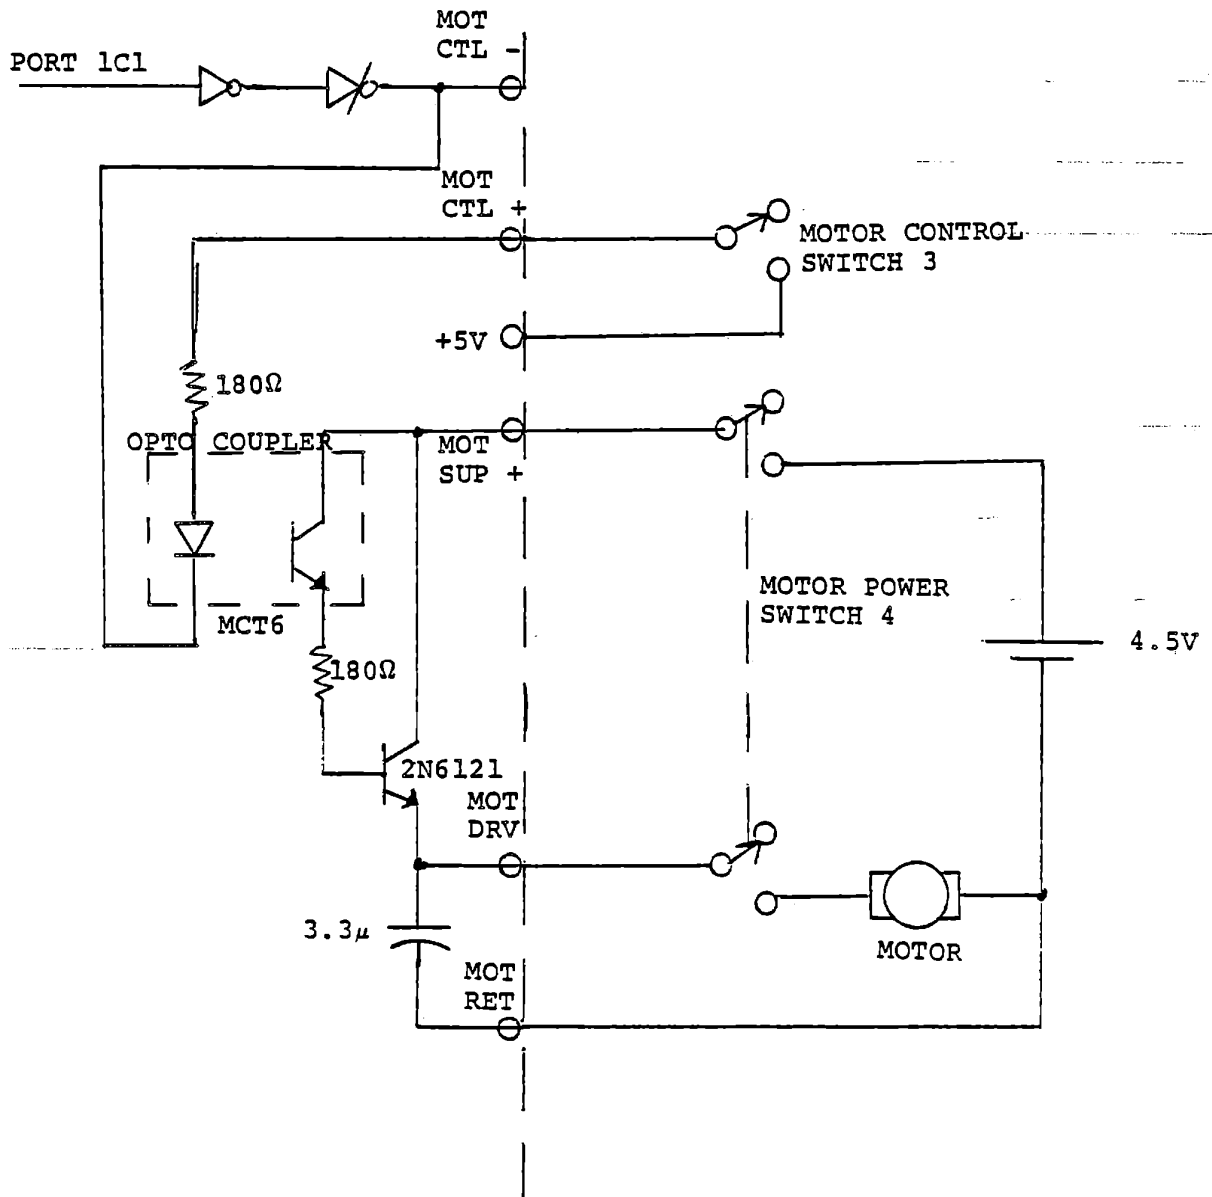 MOT
CTL -
PORT 1C1
MOT
CTL +
MOTOR CONTROL
SWITCH 3
+5V
180Ω
OPTO COUPLER
MOT
SUP +
MOTOR POWER
SWITCH 4
MCT6
4.5V
180Ω
2N6121
MOT
DRV
3.3μ
MOTOR
MOT
RET